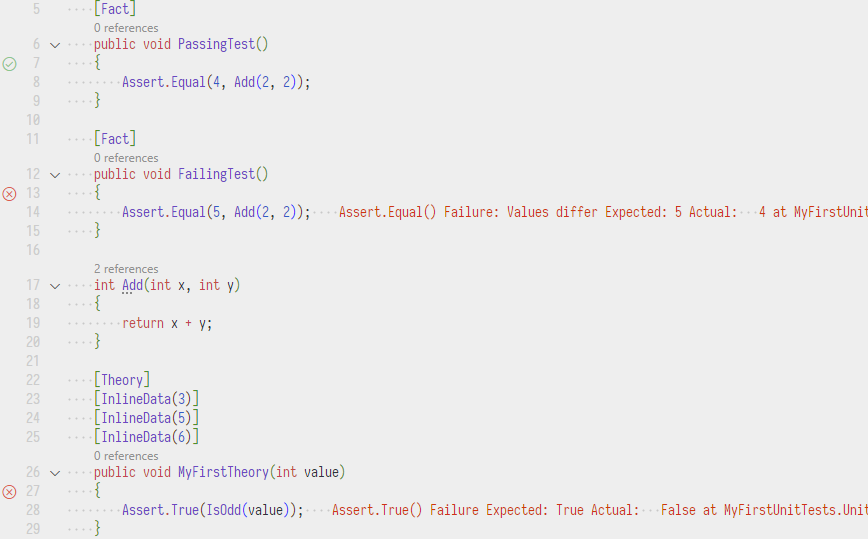 5 ····[Fact]
0 references
6 ····public void PassingTest()
7 ····{
8 ········Assert.Equal(4, Add(2, 2));
9 ····}
10
11 ····[Fact]
0 references
12 ····public void FailingTest()
13 ····{
14 ········Assert.Equal(5, Add(2, 2));····Assert.Equal() Failure: Values differ Expected: 5 Actual:···4 at MyFirstUnit
15 ····}
16
2 references
17 ····int Add(int x, int y)
18 ····{
19 ········return x + y;
20 ····}
21
22 ····[Theory]
23 ····[InlineData(3)]
24 ····[InlineData(5)]
25 ····[InlineData(6)]
0 references
26 ····public void MyFirstTheory(int value)
27 ····{
28 ········Assert.True(IsOdd(value));····Assert.True() Failure Expected: True Actual:···False at MyFirstUnitTests.Unit
29 ····}